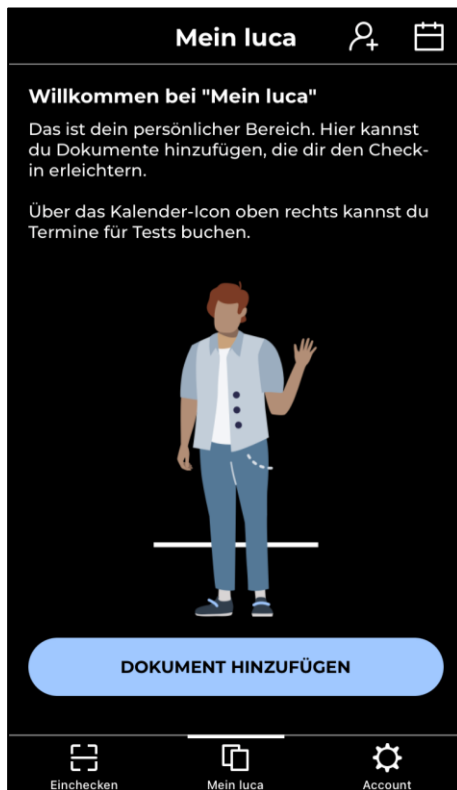 Mein luca
Willkommen bei "Mein luca"
Das ist dein persönlicher Bereich. Hier kannst
du Dokumente hinzufügen, die dir den Check-
in erleichtern.
Über das Kalender-Icon oben rechts kannst du
Termine für Tests buchen.
DOKUMENT HINZUFÜGEN
Einchecken
Mein luca
Account